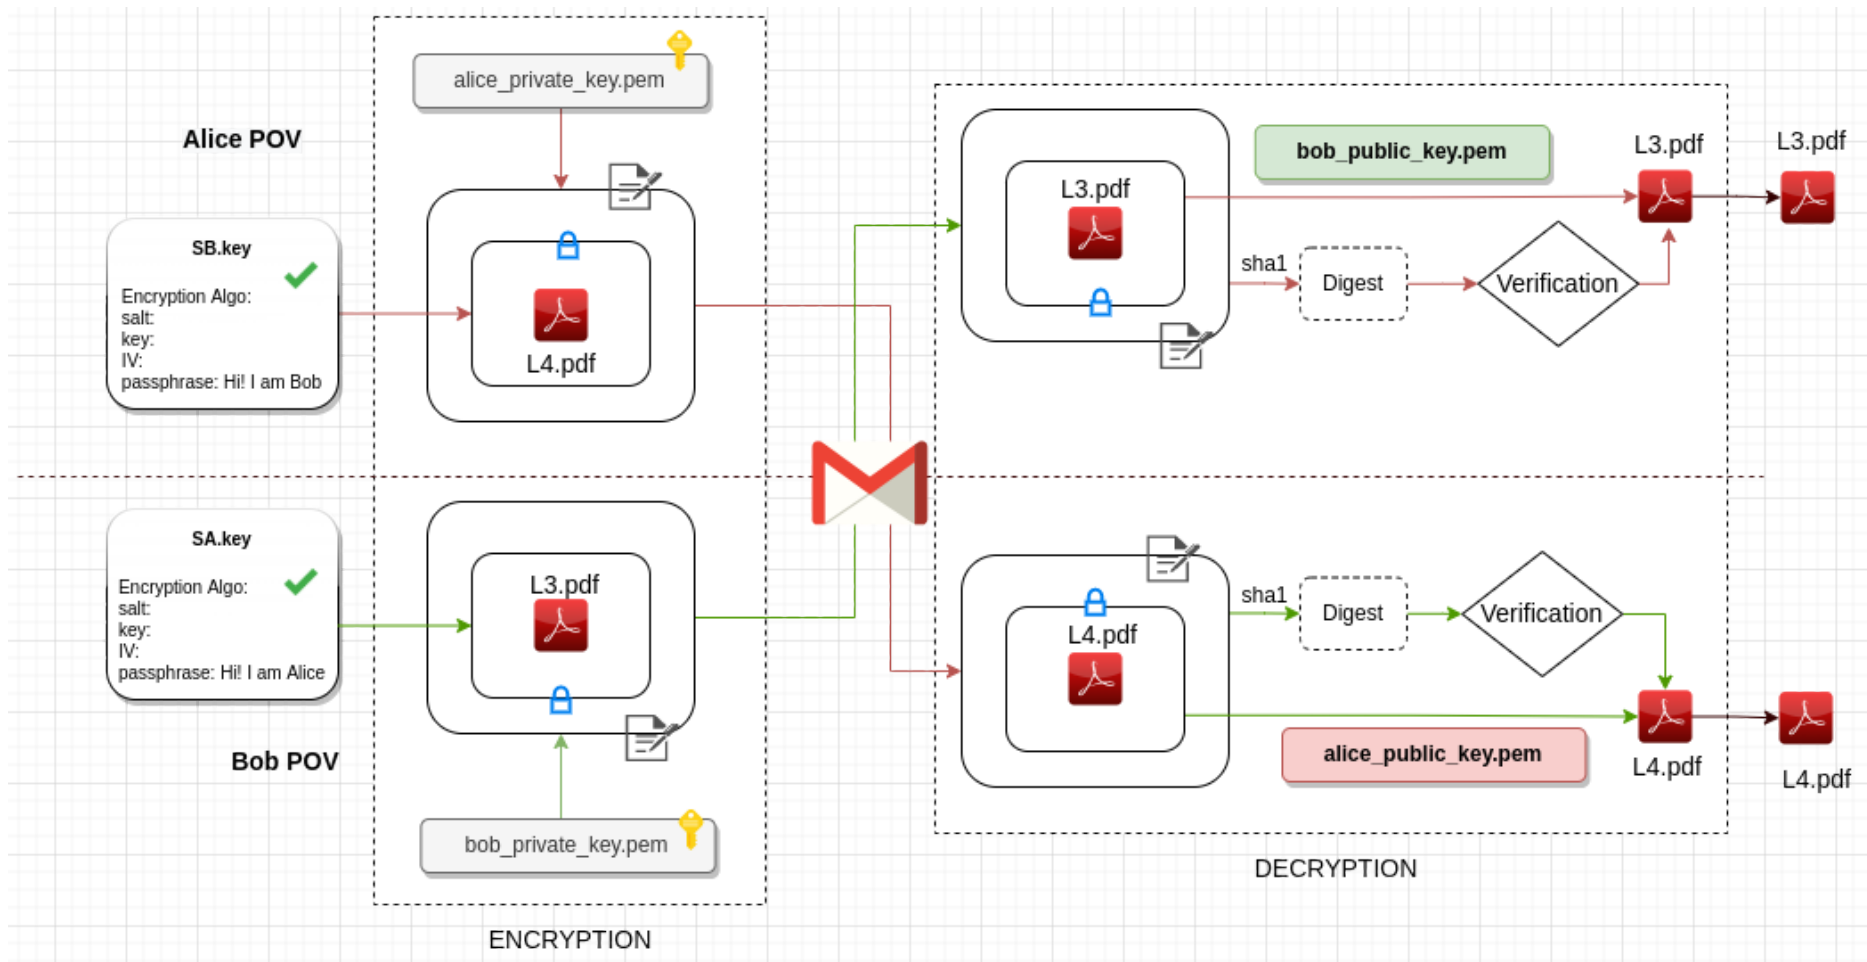 alice_private_key.pem
Alice POV
SB.key
Encryption Algo:
salt:
key:
IV:
passphrase: Hi! I am Bob
L4.pdf
L3.pdf
bob_public_key.pem
L3.pdf
L3.pdf
sha1
Digest
Verification
SA.key
Encryption Algo:
salt:
key:
IV:
passphrase: Hi! I am Alice
Bob POV
L3.pdf
bob_private_key.pem
ENCRYPTION
L4.pdf
sha1
Digest
Verification
alice_public_key.pem
L4.pdf
L4.pdf
DECRYPTION